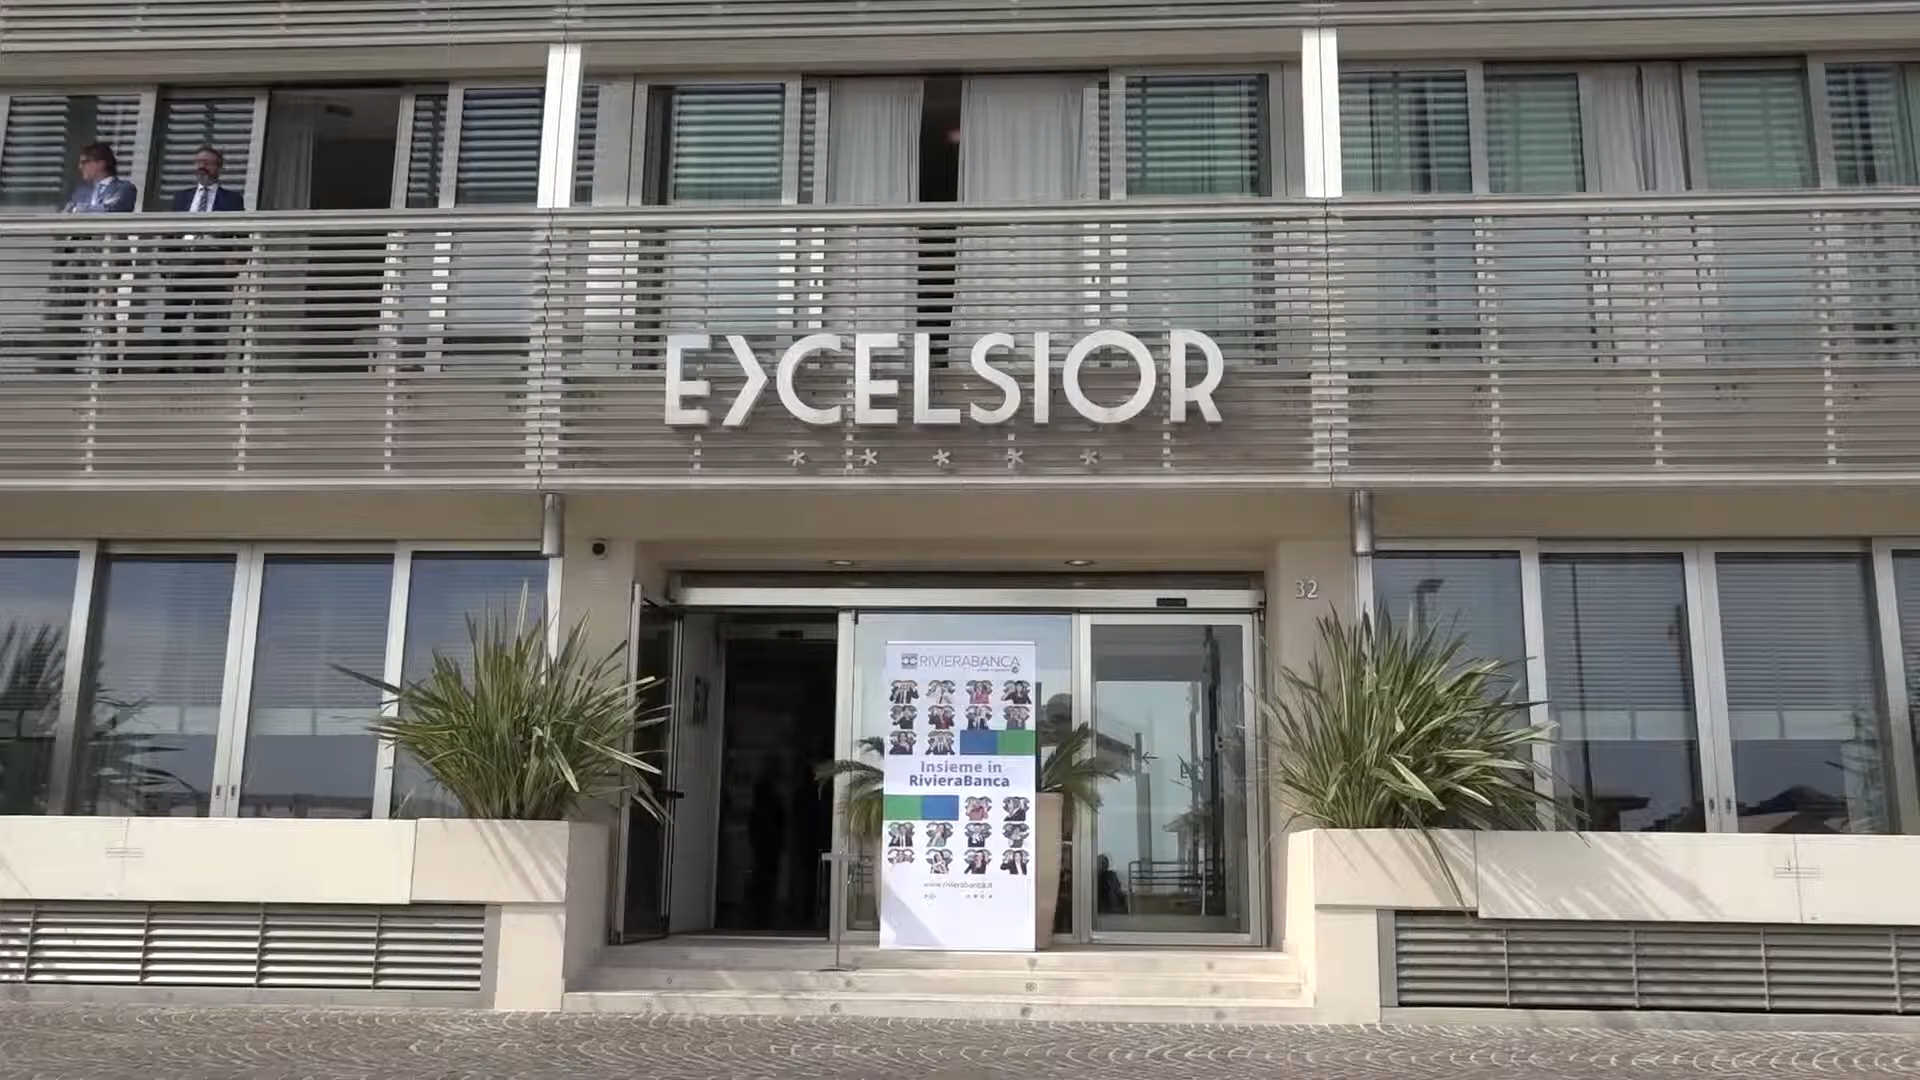 EXCELSIOR
* * * * *
32
RIVIERABANCA
Insieme in
RivieraBanca
www.rivierabanca.it